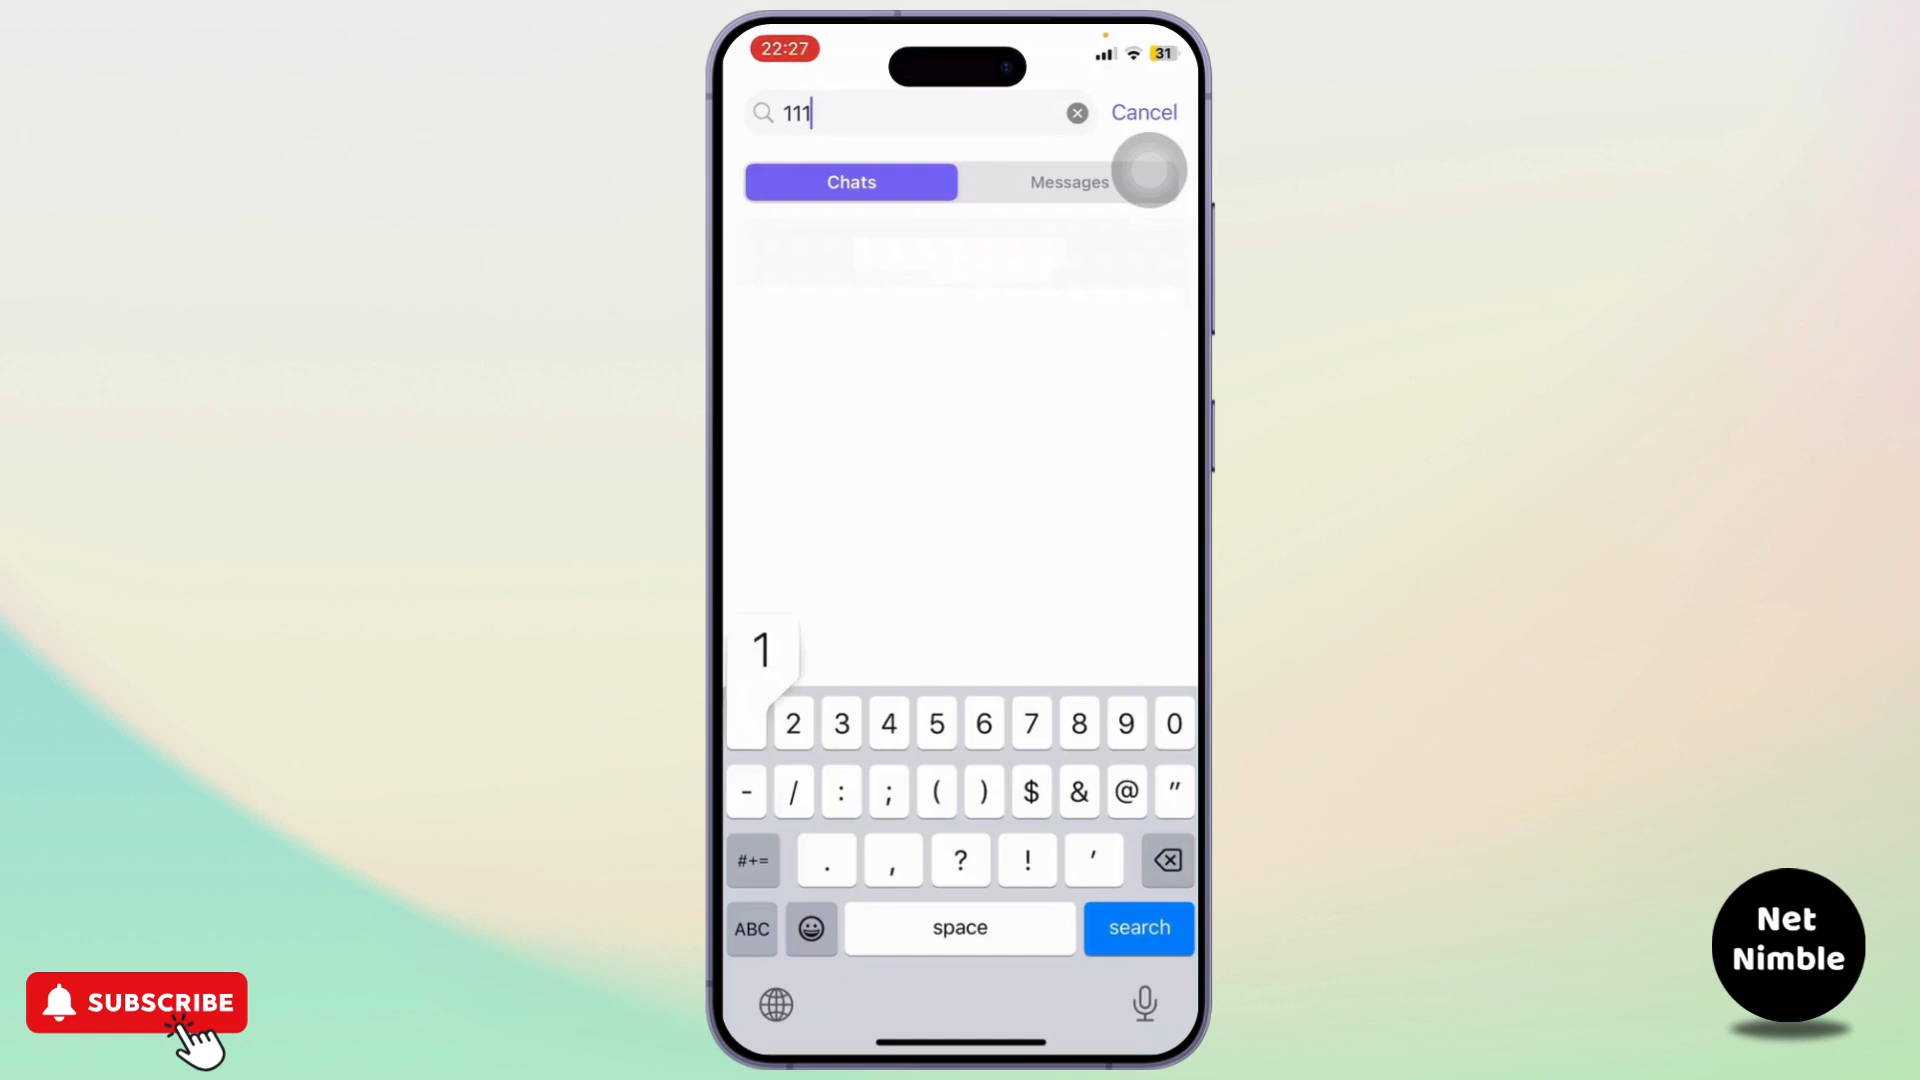 22:27
31
111
Cancel
Chats
Messages
1
2 3 4 5 6 7 8 9 0
- / : ; ( ) $ & @ "
#+= . , ? ! '
ABC space search
SUBSCRIBE
Net
Nimble